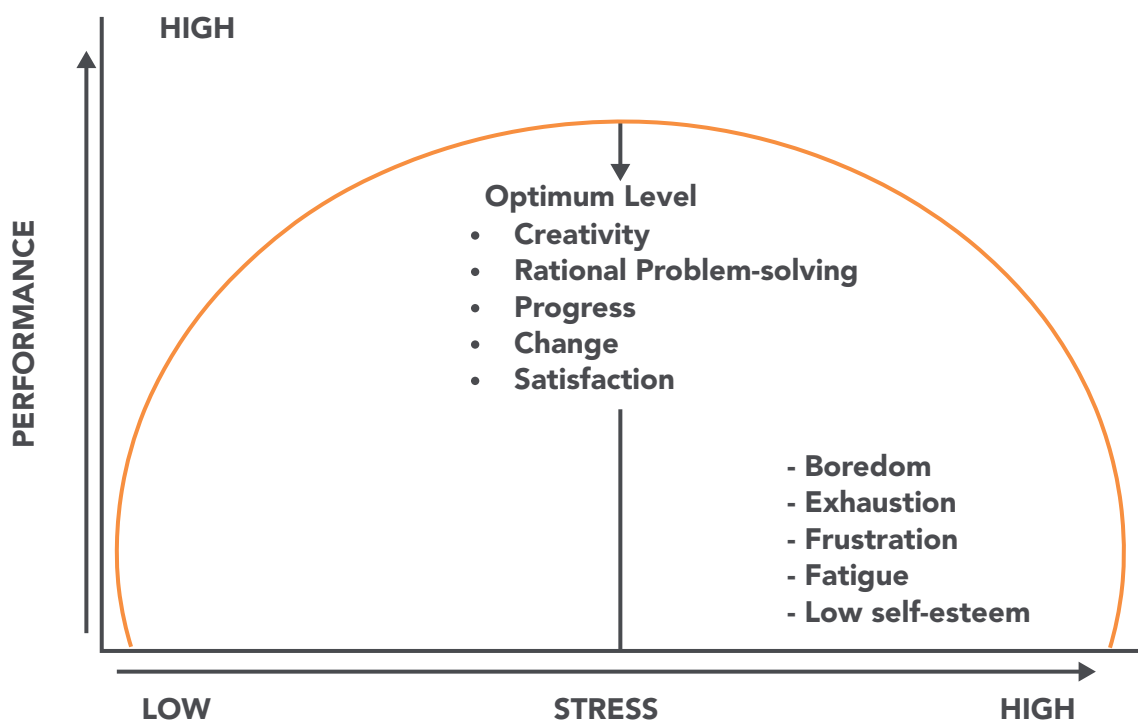 HIGH
PERFORMANCE
Optimum Level
• Creativity
• Rational Problem-solving
• Progress
• Change
• Satisfaction
- Boredom
- Exhaustion
- Frustration
- Fatigue
- Low self-esteem
LOW STRESS HIGH